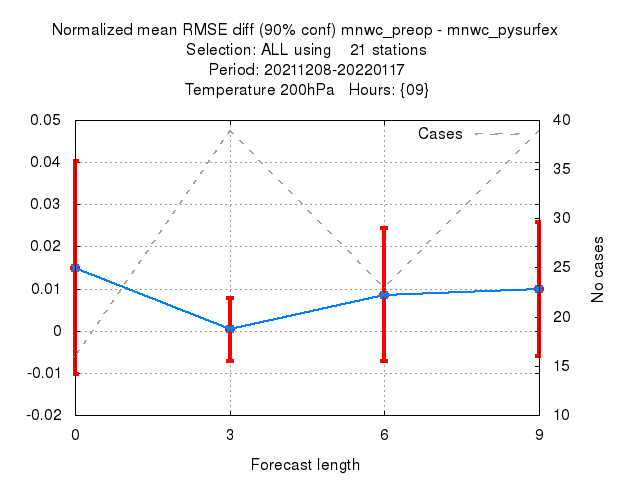 Normalized mean RMSE diff (90% conf) mnwc_preop - mnwc_pysurfex
Selection: ALL using    21 stations
Period: 20211208-20220117
Temperature 200hPa   Hours: {09}
0.05
0.04
0.03
0.02
0.01
0
-0.01
-0.02
Cases
40
35
30
25
20
15
10
No cases
0 3 6 9
Forecast length